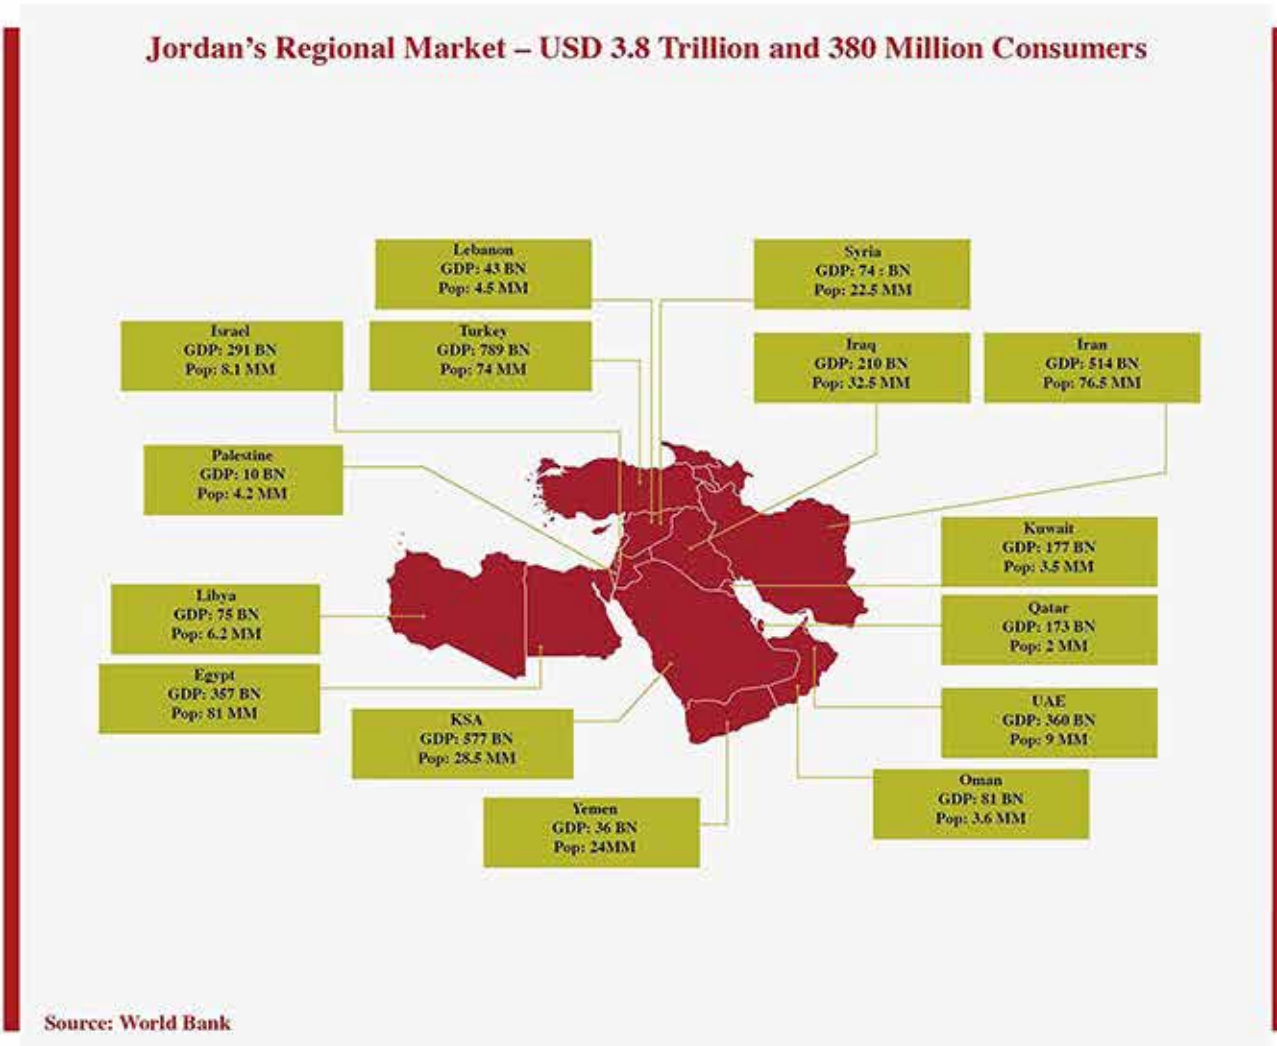 Jordan's Regional Market – USD 3.8 Trillion and 380 Million Consumers
Lebanon
GDP: 43 BN
Pop: 4.5 MM
Syria
GDP: 74 : BN
Pop: 22.5 MM
Israel
GDP: 291 BN
Pop: 8.1 MM
Turkey
GDP: 789 BN
Pop: 74 MM
Iraq
GDP: 210 BN
Pop: 32.5 MM
Iran
GDP: 514 BN
Pop: 76.5 MM
Palestine
GDP: 10 BN
Pop: 4.2 MM
Kuwait
GDP: 177 BN
Pop: 3.5 MM
Libya
GDP: 75 BN
Pop: 6.2 MM
Qatar
GDP: 173 BN
Pop: 2 MM
Egypt
GDP: 357 BN
Pop: 81 MM
UAE
GDP: 360 BN
Pop: 9 MM
KSA
GDP: 577 BN
Pop: 28.5 MM
Oman
GDP: 81 BN
Pop: 3.6 MM
Yemen
GDP: 36 BN
Pop: 24MM
Source: World Bank